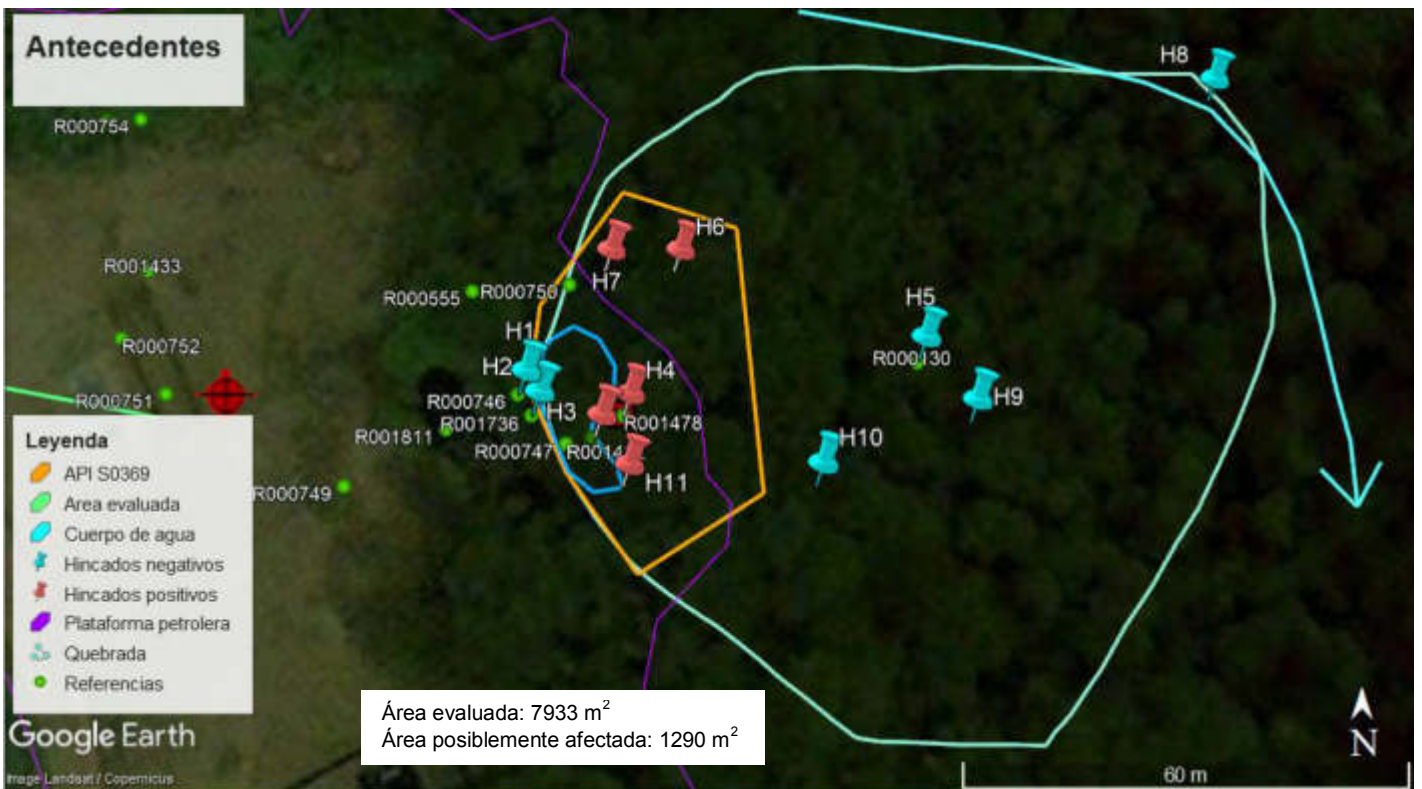 Antecedentes
H8
R000754
H6
H7
R001433
R000555
R000750
H5
H1
R000752
R000130
H2
H4
R000751
R000746
H3
H9
R001736
R001478
R001811
R000747
R0014
H10
H11
R000749
Leyenda
API S0369
Area evaluada
Cuerpo de agua
Hincados negativos
Hincados positivos
Plataforma petrolera
Quebrada
Referencias
Área evaluada: 7933 m²
Área posiblemente afectada: 1290 m²
Google Earth
Image Landsat / Copernicus
N
60 m